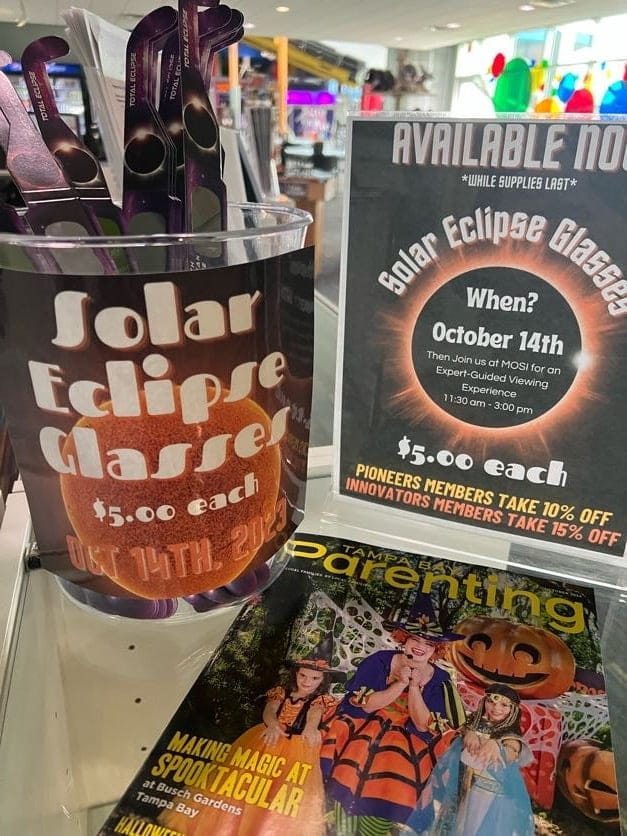 TOTAL ECLIPSE
TOTAL ECLIPSE
TOTAL ECLIPSE
Solar
Eclipse
Glasses
$5.00 each
OCT 14TH, 2023
AVAILABLE NO
*WHILE SUPPLIES LAST*
Solar Eclipse Glasses
When?
October 14th
Then Join us at MOSI for an
Expert-Guided Viewing
Experience
11:30 am - 3:00 pm
$5.00 each
PIONEERS MEMBERS TAKE 10% OFF
INNOVATORS MEMBERS TAKE 15% OFF
TAMPA BAY
Parenting
MAKING MAGIC AT
SPOOKTACULAR
at Busch Gardens
Tampa Bay
HALLOWEEN